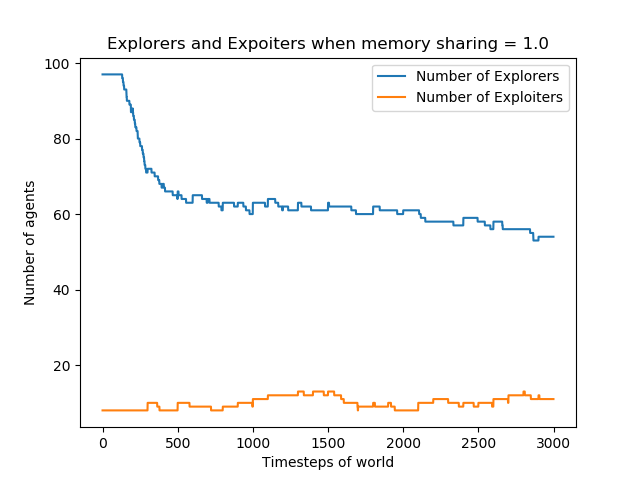 Explorers and Expoiters when memory sharing = 1.0
Number of Explorers
Number of Exploiters
Number of agents
100
80
60
40
20
0 500 1000 1500 2000 2500 3000
Timesteps of world